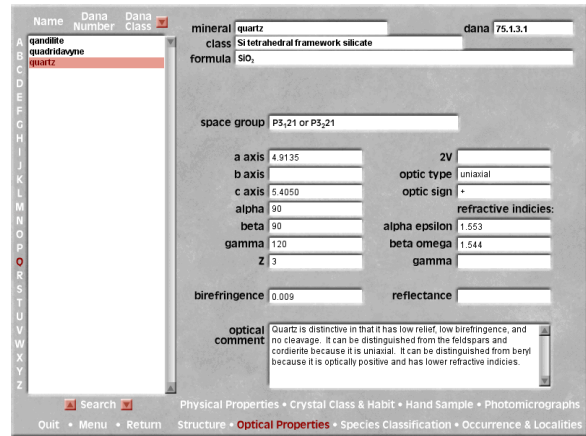 Name Dana Number Dana Class
A
B
C
D
E
F
G
H
I
J
K
L
M
N
O
P
Q
R
S
T
U
V
W
X
Y
Z
qandilite
quadridavyne
quartz
Search
Quit • Menu • Return
mineral quartz dana 75.1.3.1
class Si tetrahedral framework silicate
formula SiO₂
space group P3₁21 or P3₂21
a axis 4.9135 2V
b axis optic type uniaxial
c axis 5.4050 optic sign +
alpha 90 refractive indicies:
beta 90 alpha epsilon 1.553
gamma 120 beta omega 1.544
Z 3 gamma
birefringence 0.009 reflectance
optical comment
Quartz is distinctive in that it has low relief, low birefringence, and
no cleavage. It can be distinguished from the feldspars and
cordierite because it is uniaxial. It can be distinguished from beryl
because it is optically positive and has lower refractive indicies.
Physical Properties • Crystal Class & Habit • Hand Sample • Photomicrographs
Structure • Optical Properties • Species Classification • Occurrence & Localities